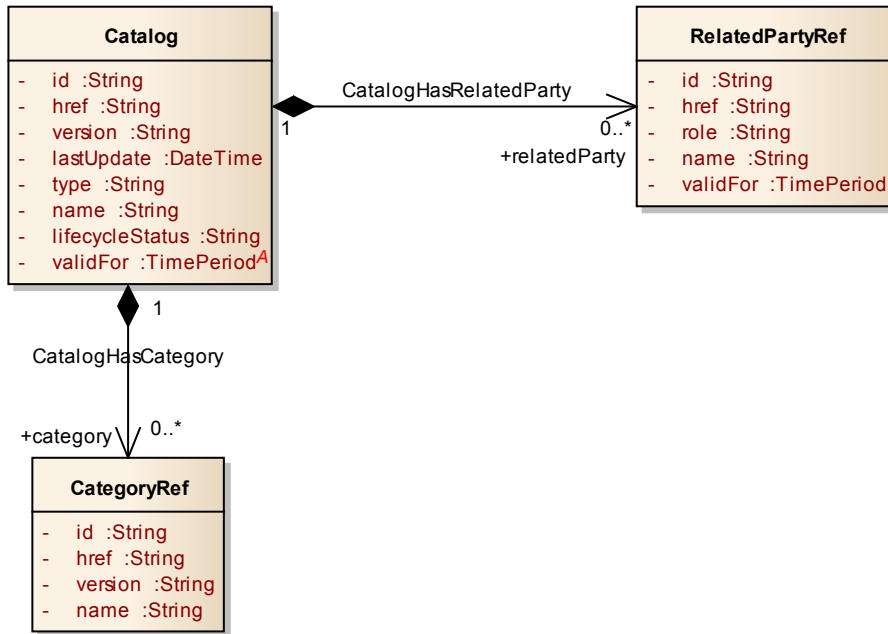 Catalog
- id :String
- href :String
- version :String
- lastUpdate :DateTime
- type :String
- name :String
- lifecycleStatus :String
- validFor :TimePeriod A
CatalogHasRelatedParty
1
0..*
+relatedParty
RelatedPartyRef
- id :String
- href :String
- role :String
- name :String
- validFor :TimePeriod
1
CatalogHasCategory
+category
0..*
CategoryRef
- id :String
- href :String
- version :String
- name :String